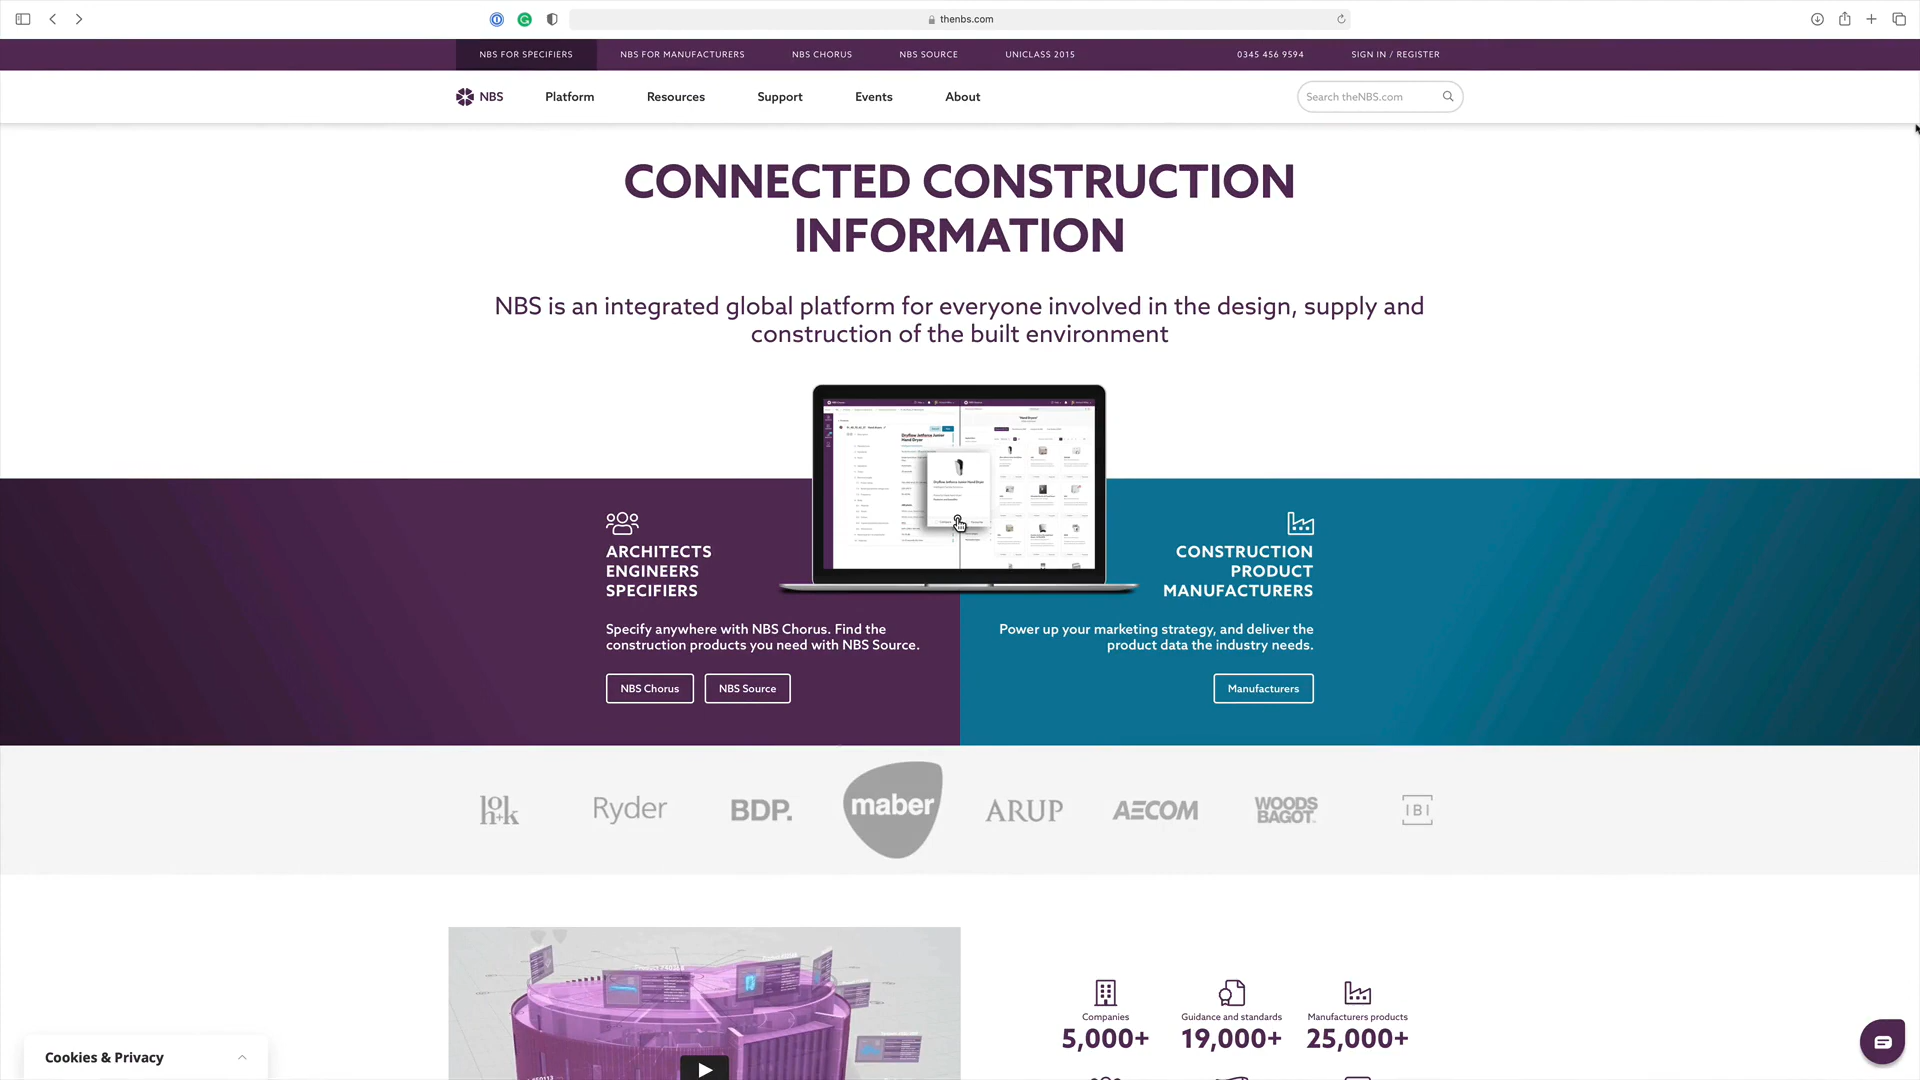 thenbs.com
NBS FOR SPECIFIERS
NBS FOR MANUFACTURERS
NBS CHORUS
NBS SOURCE
UNICLASS 2015
0345 456 9594
SIGN IN / REGISTER
NBS
Platform
Resources
Support
Events
About
Search theNBS.com
CONNECTED CONSTRUCTION
INFORMATION
NBS is an integrated global platform for everyone involved in the design, supply and
construction of the built environment
ARCHITECTS
ENGINEERS
SPECIFIERS
Specify anywhere with NBS Chorus. Find the
construction products you need with NBS Source.
NBS Chorus
NBS Source
CONSTRUCTION
PRODUCT
MANUFACTURERS
Power up your marketing strategy, and deliver the
product data the industry needs.
Manufacturers
hok
Ryder
BDP.
maber
ARUP
AECOM
WOODS
BAGOT
IBI
Companies
5,000+
Guidance and standards
19,000+
Manufacturers products
25,000+
Cookies & Privacy